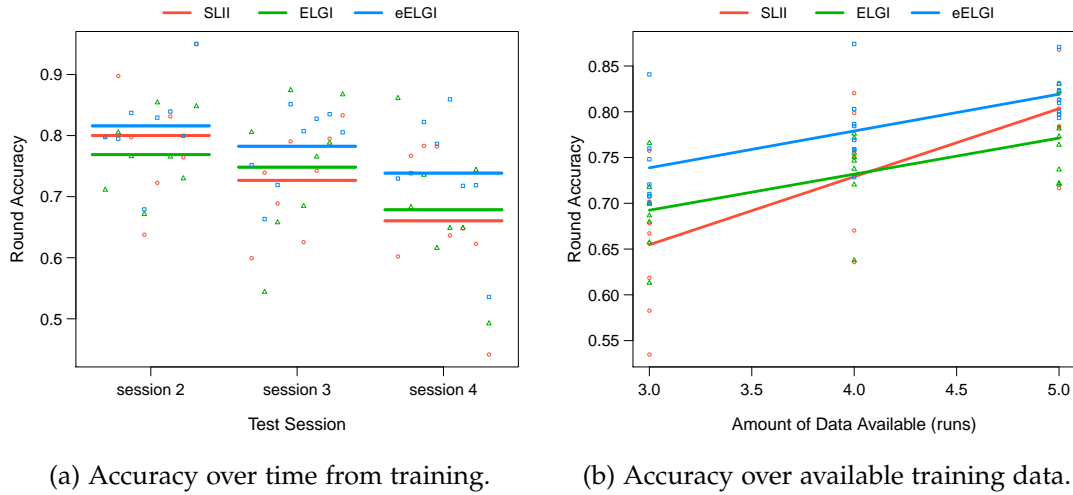 SLII ELGI eELGI
0.9
0.8
0.7
0.6
0.5
Round Accuracy
session 2 session 3 session 4
Test Session
(a) Accuracy over time from training.
SLII ELGI eELGI
0.85
0.80
0.75
0.70
0.65
0.60
0.55
Round Accuracy
3.0 3.5 4.0 4.5 5.0
Amount of Data Available (runs)
(b) Accuracy over available training data.